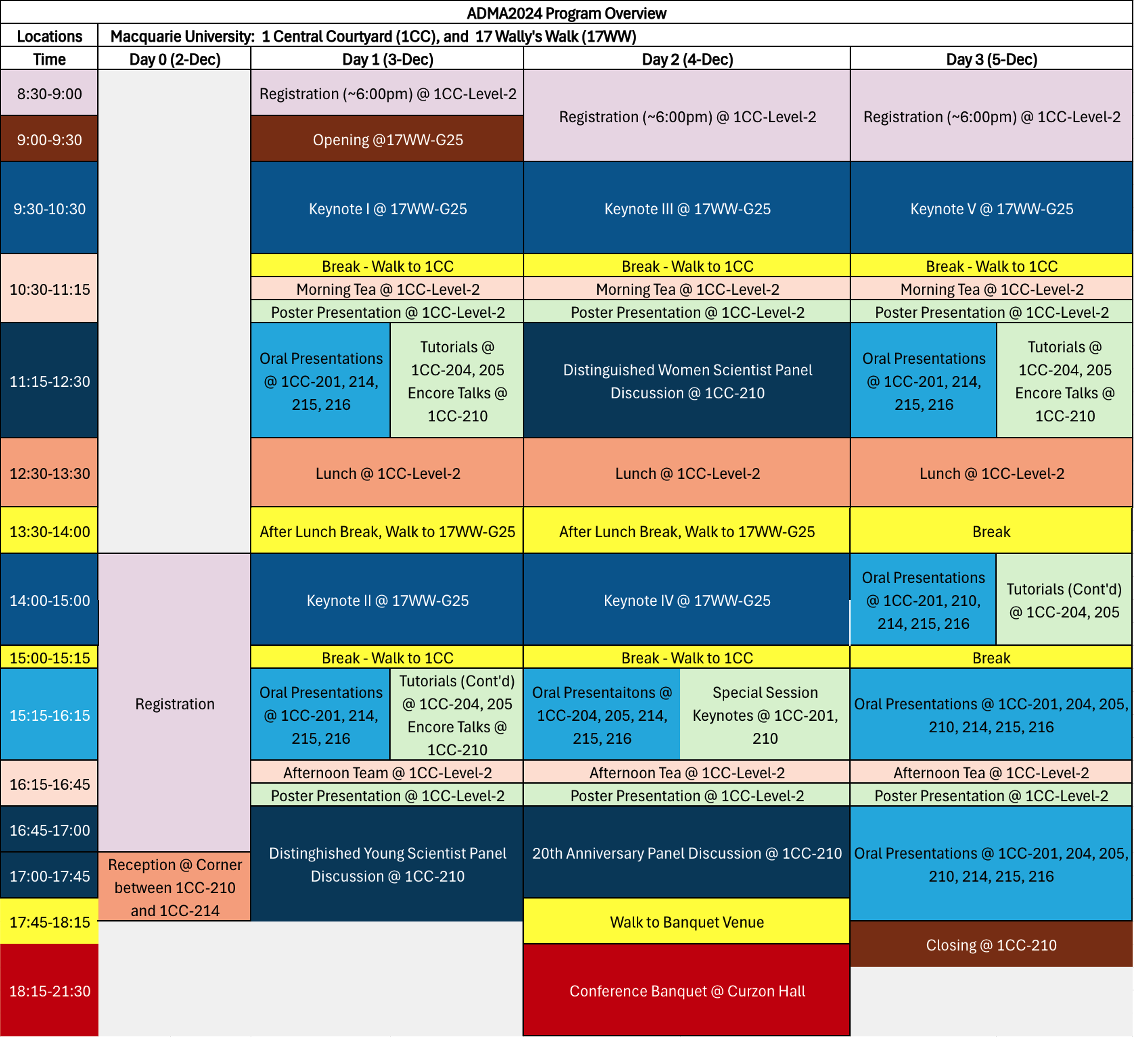 ADMA2024 Program Overview
Locations
Macquarie University:  1 Central Courtyard (1CC), and  17 Wally's Walk (17WW)
Time
Day 0 (2-Dec)
Day 1 (3-Dec)
Day 2 (4-Dec)
Day 3 (5-Dec)
8:30-9:00
Registration (~6:00pm) @ 1CC-Level-2
Registration (~6:00pm) @ 1CC-Level-2
Registration (~6:00pm) @ 1CC-Level-2
9:00-9:30
Opening @17WW-G25
9:30-10:30
Keynote I @ 17WW-G25
Keynote III @ 17WW-G25
Keynote V @ 17WW-G25
10:30-11:15
Break - Walk to 1CC
Break - Walk to 1CC
Break - Walk to 1CC
Morning Tea @ 1CC-Level-2
Morning Tea @ 1CC-Level-2
Morning Tea @ 1CC-Level-2
Poster Presentation @ 1CC-Level-2
Poster Presentation @ 1CC-Level-2
Poster Presentation @ 1CC-Level-2
11:15-12:30
Oral Presentations
@ 1CC-201, 214,
215, 216
Tutorials @
1CC-204, 205
Encore Talks @
1CC-210
Distinguished Women Scientist Panel
Discussion @ 1CC-210
Oral Presentations
@ 1CC-201, 214,
215, 216
Tutorials @
1CC-204, 205
Encore Talks @
1CC-210
12:30-13:30
Lunch @ 1CC-Level-2
Lunch @ 1CC-Level-2
Lunch @ 1CC-Level-2
13:30-14:00
After Lunch Break, Walk to 17WW-G25
After Lunch Break, Walk to 17WW-G25
Break
14:00-15:00
Keynote II @ 17WW-G25
Keynote IV @ 17WW-G25
Oral Presentations
@ 1CC-201, 210,
214, 215, 216
Tutorials (Cont'd)
@ 1CC-204, 205
15:00-15:15
Break - Walk to 1CC
Break - Walk to 1CC
Break
Registration
15:15-16:15
Oral Presentations
@ 1CC-201, 214,
215, 216
Tutorials (Cont'd)
@ 1CC-204, 205
Encore Talks @
1CC-210
Oral Presentaitons @
1CC-204, 205, 214,
215, 216
Special Session
Keynotes @ 1CC-201,
210
Oral Presentations @ 1CC-201, 204, 205,
210, 214, 215, 216
16:15-16:45
Afternoon Team @ 1CC-Level-2
Afternoon Tea @ 1CC-Level-2
Afternoon Tea @ 1CC-Level-2
Poster Presentation @ 1CC-Level-2
Poster Presentation @ 1CC-Level-2
Poster Presentation @ 1CC-Level-2
16:45-17:00
17:00-17:45
Reception @ Corner
between 1CC-210
and 1CC-214
Distinghished Young Scientist Panel
Discussion @ 1CC-210
20th Anniversary Panel Discussion @ 1CC-210
Oral Presentations @ 1CC-201, 204, 205,
210, 214, 215, 216
17:45-18:15
Walk to Banquet Venue
Closing @ 1CC-210
18:15-21:30
Conference Banquet @ Curzon Hall